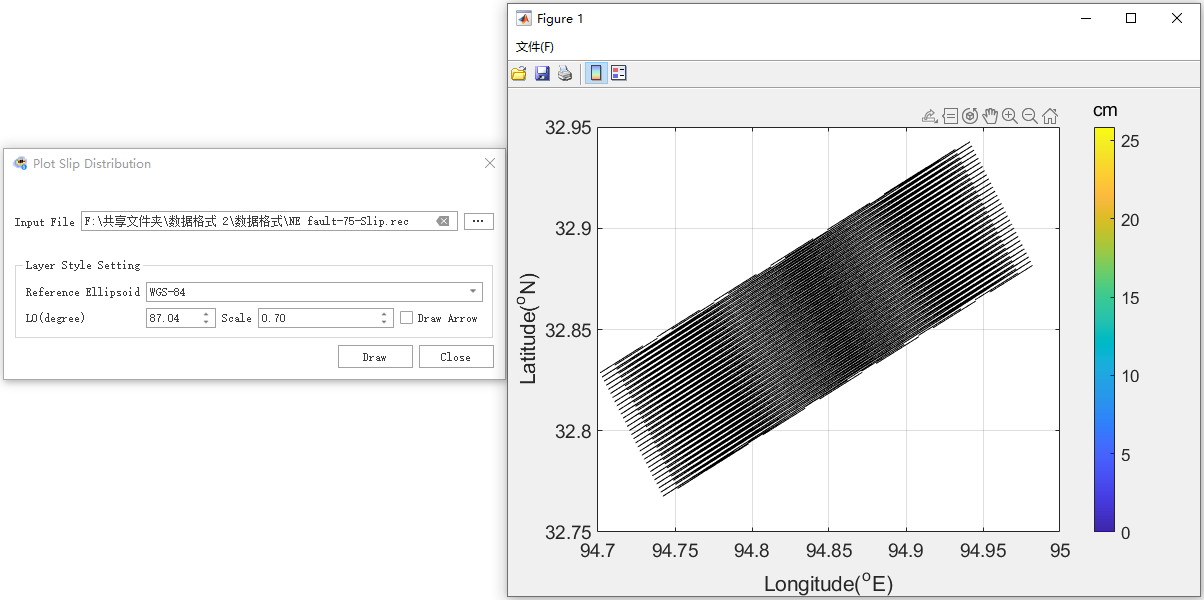 Plot Slip Distribution
Input File F:\共享文件夹\数据格式 2\数据格式\NE fault-75-Slip.rec ...
Layer Style Setting
Reference Ellipsoid WGS-84
L0(degree) 87.04 Scale 0.70 Draw Arrow
Draw Close
Figure 1
文件(F)
cm
32.95
32.9
32.85
32.8
32.75
Latitude(°N)
94.7 94.75 94.8 94.85 94.9 94.95 95
Longitude(°E)
25
20
15
10
5
0